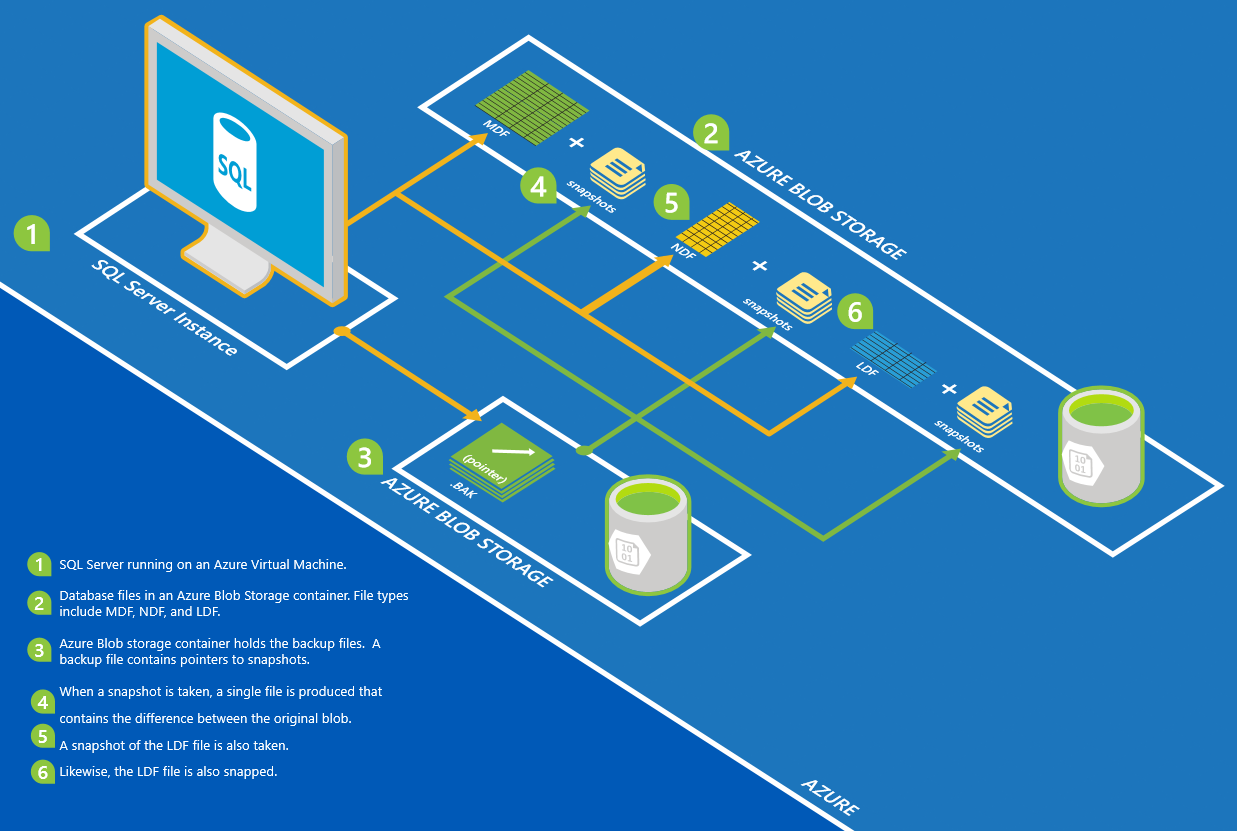 SQL
1
SQL Server Instance
MDF
+
4
snapshots
2
AZURE BLOB STORAGE
5
NDF
+
snapshots
6
LDF
+
snapshots
10
01
3
(pointer)
.BAK
AZURE BLOB STORAGE
10
01
1 SQL Server running on an Azure Virtual Machine.
2 Database files in an Azure Blob Storage container. File types
include MDF, NDF, and LDF.
3 Azure Blob storage container holds the backup files. A
backup file contains pointers to snapshots.
4 When a snapshot is taken, a single file is produced that
contains the difference between the original blob.
5 A snapshot of the LDF file is also taken.
6 Likewise, the LDF file is also snapped.
AZURE